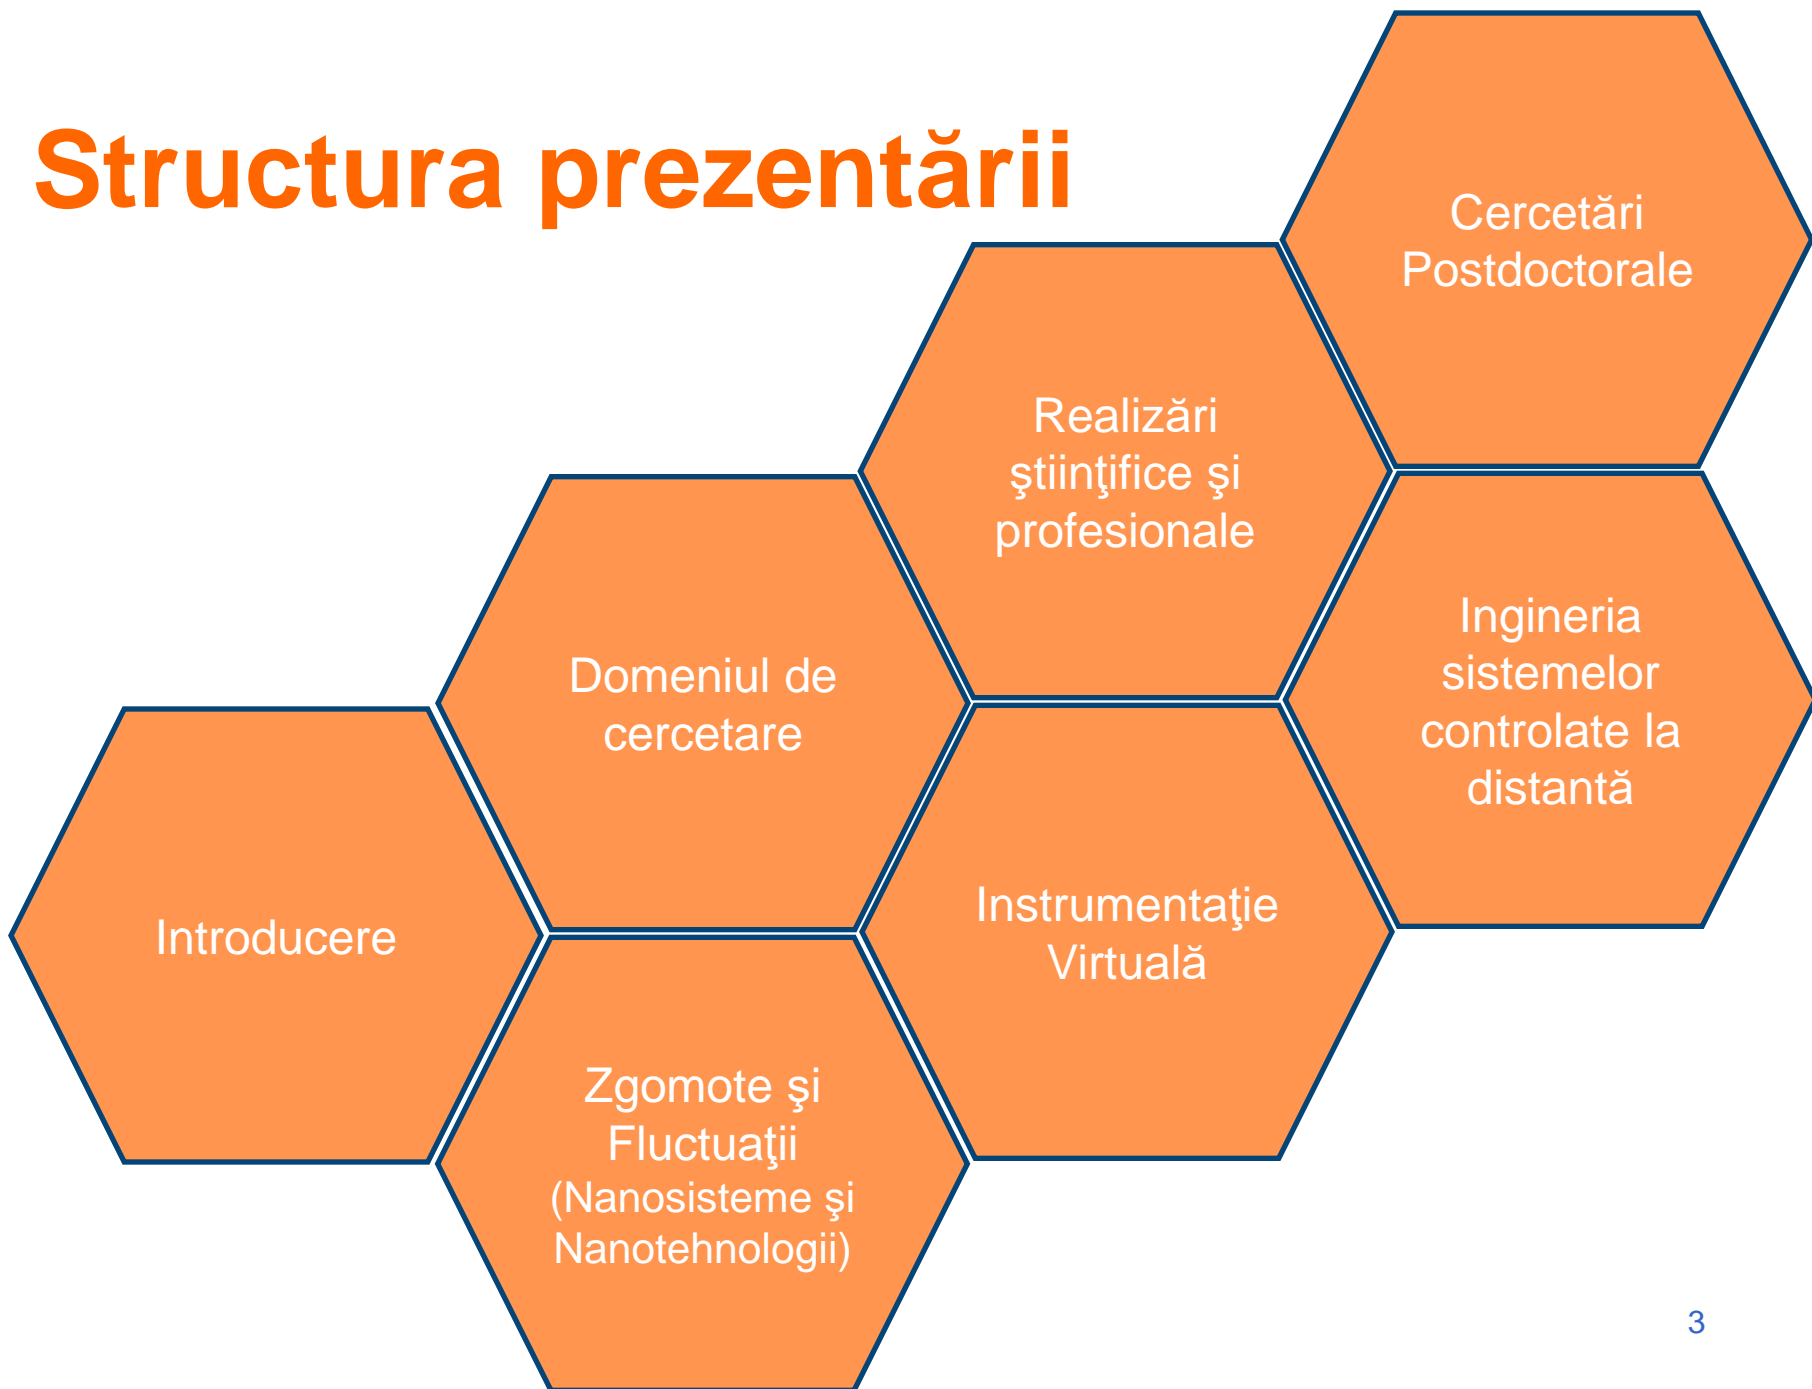 Structura prezentării
Cercetări
Postdoctorale
Realizări
ştiinţifice şi
profesionale
Ingineria
sistemelor
controlate la
distantă
Domeniul de
cercetare
Instrumentaţie
Virtuală
Introducere
Zgomote şi
Fluctuaţii
(Nanosisteme şi
Nanotehnologii)
3